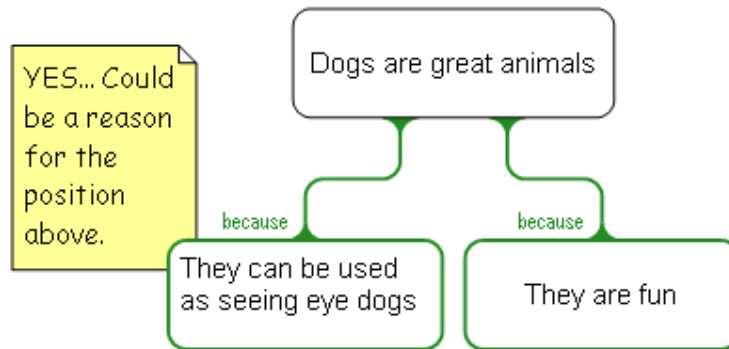 Dogs are great animals
YES... Could
be a reason
for the
position
above.
because
because
They can be used
as seeing eye dogs
They are fun